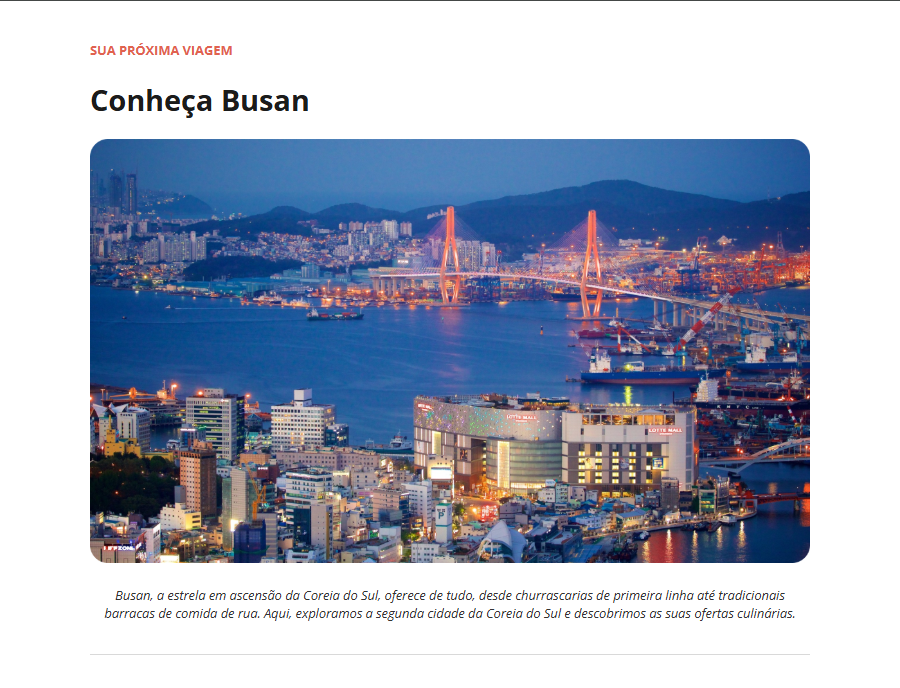 SUA PRÓXIMA VIAGEM
Conheça Busan
LOTTE MALL
LOTTE MALL
Busan, a estrela em ascensão da Coreia do Sul, oferece de tudo, desde churrascarias de primeira linha até tradicionais
barracas de comida de rua. Aqui, exploramos a segunda cidade da Coreia do Sul e descobrimos as suas ofertas culinárias.